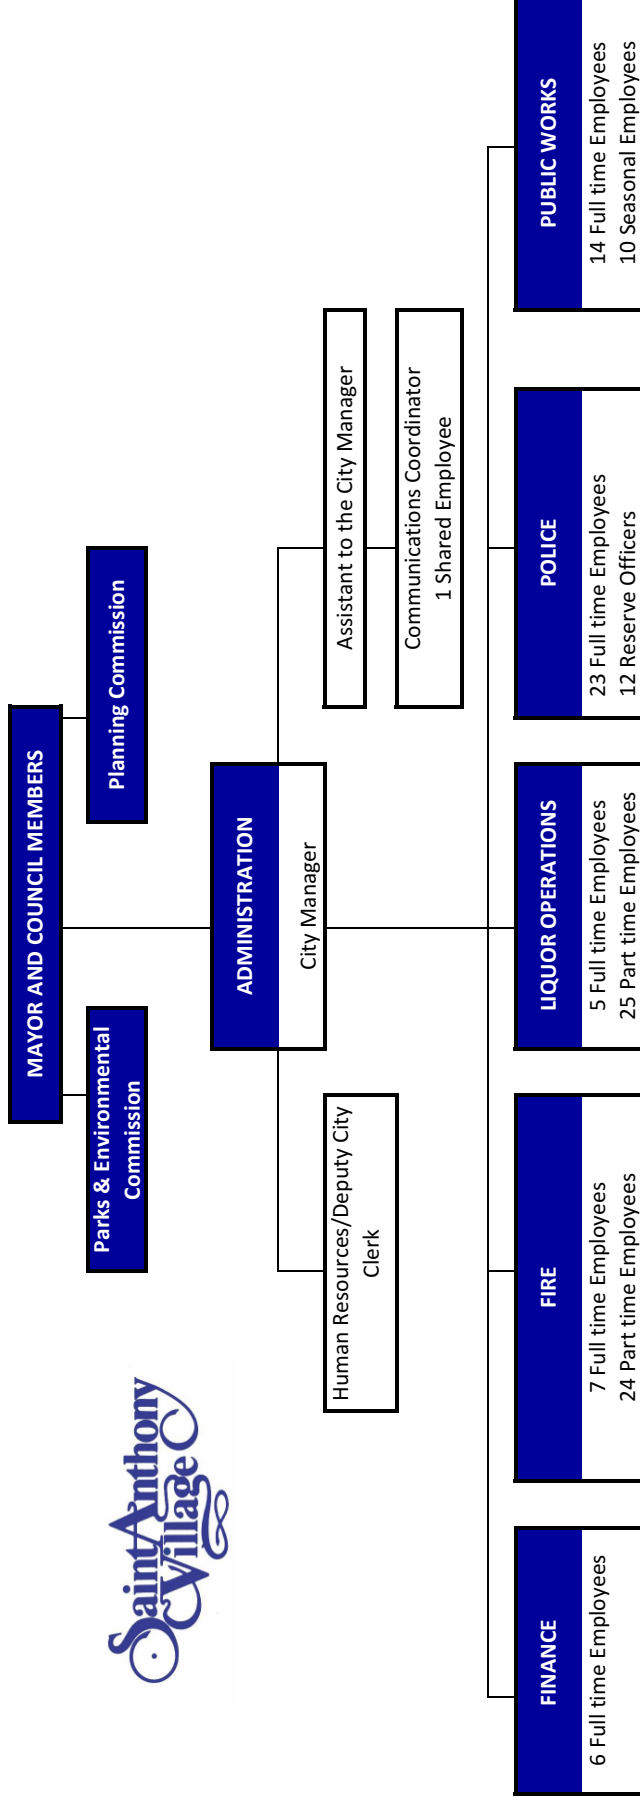 Saint Anthony
Village
MAYOR AND COUNCIL MEMBERS
Parks & Environmental
Commission
Planning Commission
ADMINISTRATION
City Manager
Human Resources/Deputy City
Clerk
Assistant to the City Manager
Communications Coordinator
1 Shared Employee
FINANCE
6 Full time Employees
FIRE
7 Full time Employees
24 Part time Employees
LIQUOR OPERATIONS
5 Full time Employees
25 Part time Employees
POLICE
23 Full time Employees
12 Reserve Officers
PUBLIC WORKS
14 Full time Employees
10 Seasonal Employees